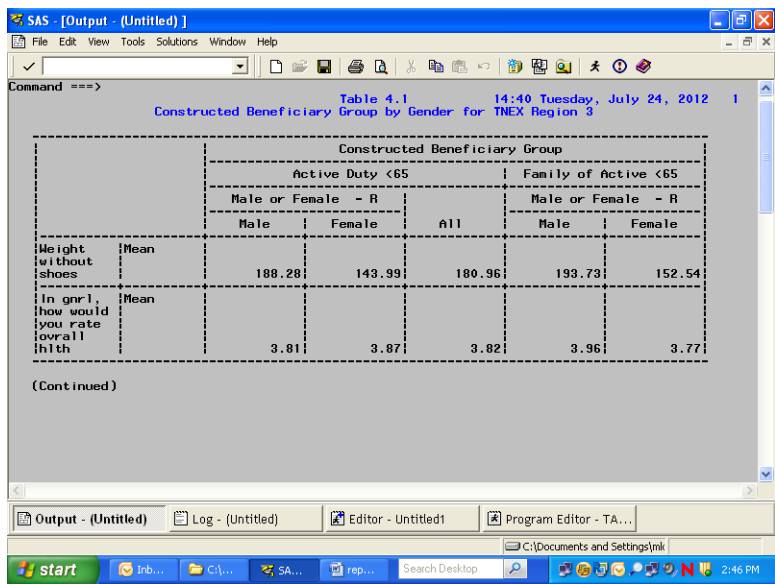 SAS - [Output - (Untitled) ]
File Edit View Tools Solutions Window Help
Command ===>
Table 4.1 14:40 Tuesday, July 24, 2012 1
Constructed Beneficiary Group by Gender for TNEX Region 3
Constructed Beneficiary Group
Active Duty <65 Family of Active <65
Male or Female - R Male or Female - R
Male Female All Male Female
Weight Mean
without
shoes 188.28 143.99 180.96 193.73 152.54
In gnrl, Mean
how would
you rate
ovrall
hlth 3.81 3.87 3.82 3.96 3.77
(Continued)
Output - (Untitled) Log - (Untitled) Editor - Untitled1 Program Editor - TA...
C:\Documents and Settings\mk
start Inb... C:\... SA... rep... Search Desktop N 2:46 PM